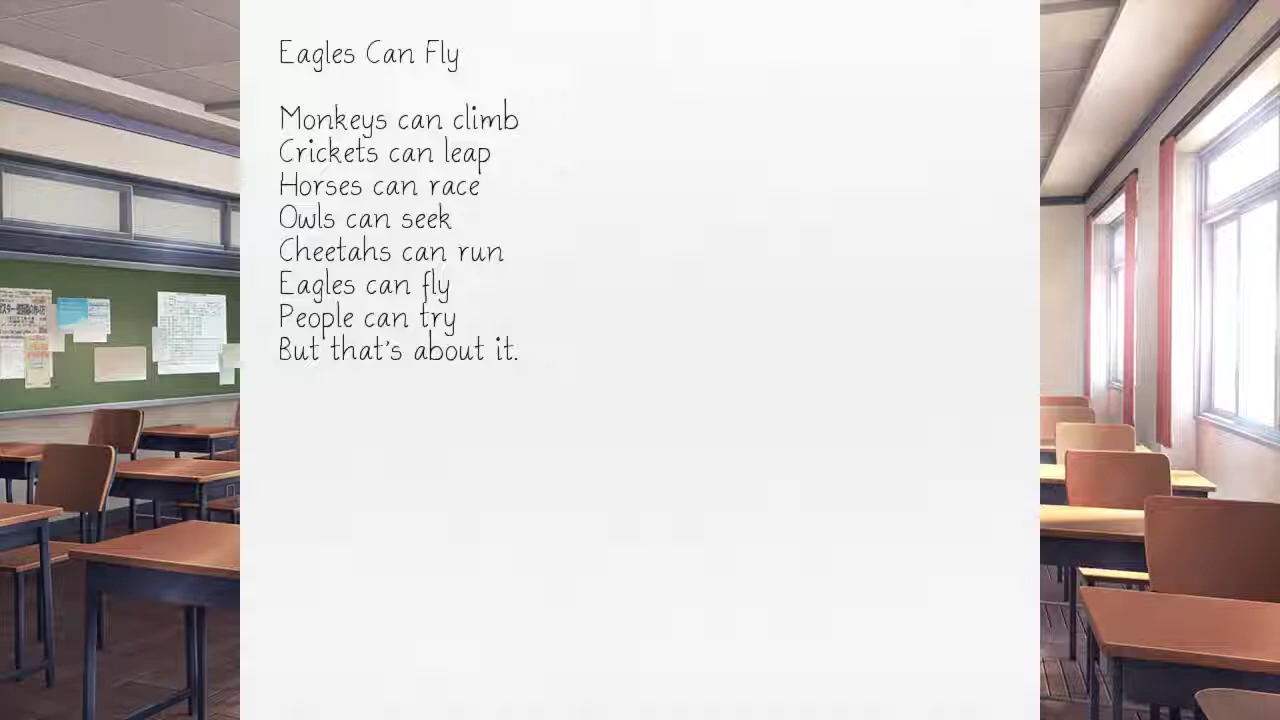 Eagles Can Fly
Monkeys can climb
Crickets can leap
Horses can race
Owls can seek
Cheetahs can run
Eagles can fly
People can try
But that's about it.